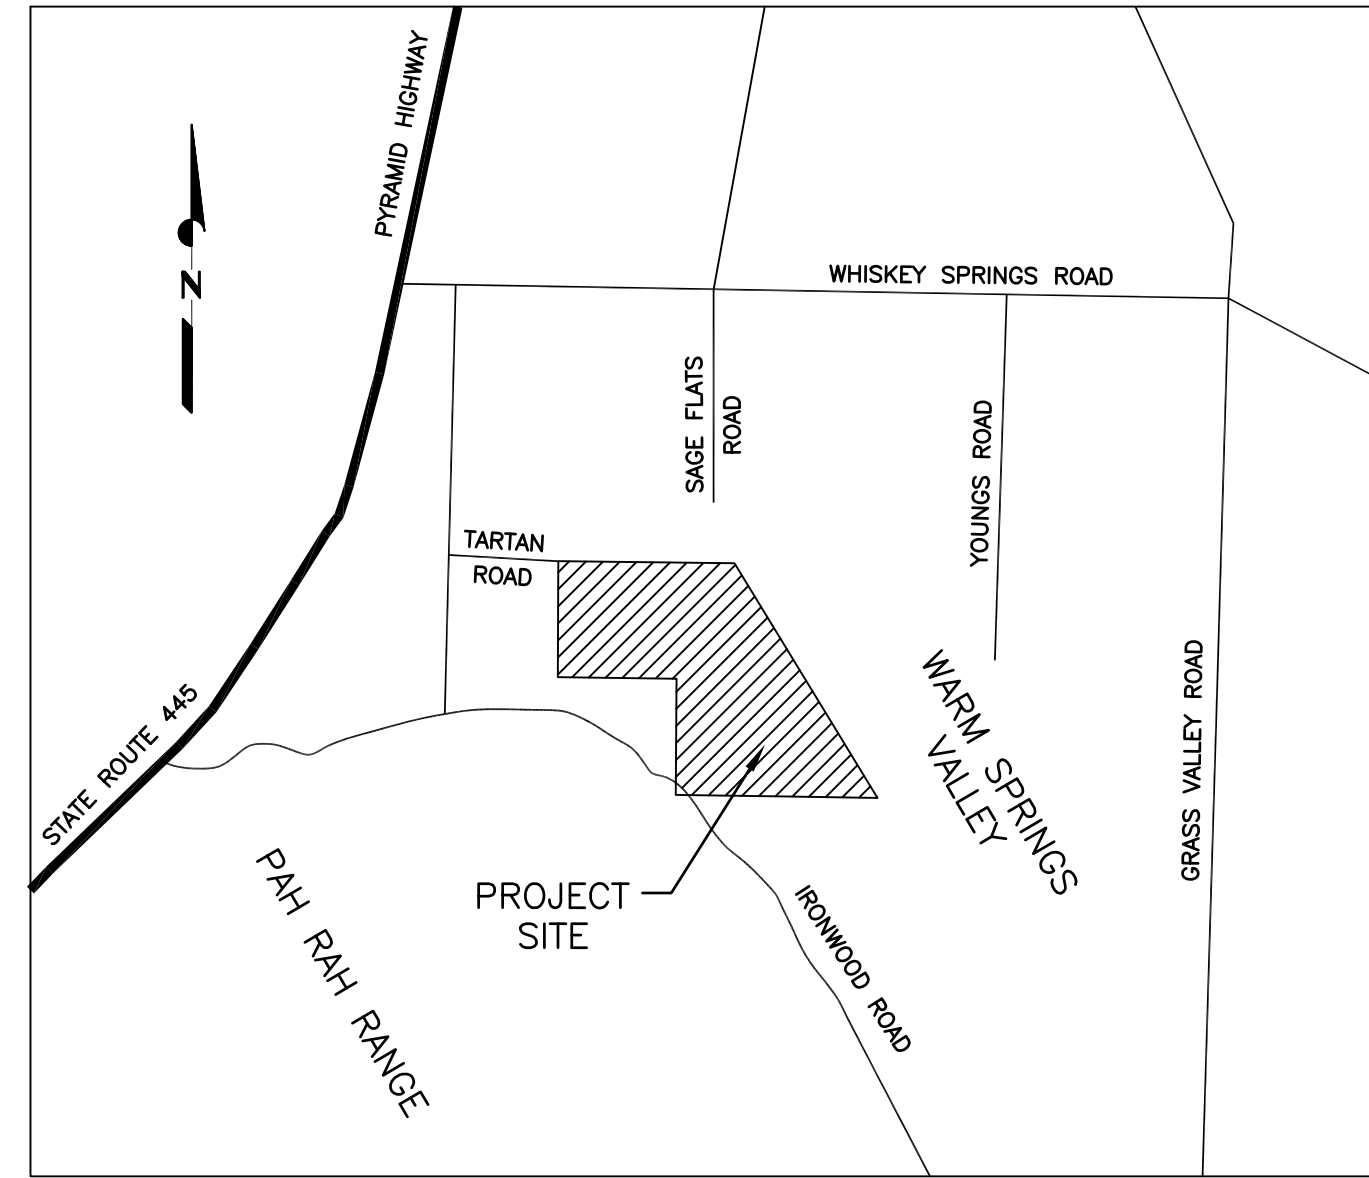 PYRAMID HIGHWAY
N
WHISKEY SPRINGS ROAD
SAGE FLATS
ROAD
YOUNGS ROAD
TARTAN
ROAD
STATE ROUTE 445
WARM SPRINGS
VALLEY
GRASS VALLEY ROAD
PROJECT
SITE
IRONWOOD ROAD
PAH RAH RANGE